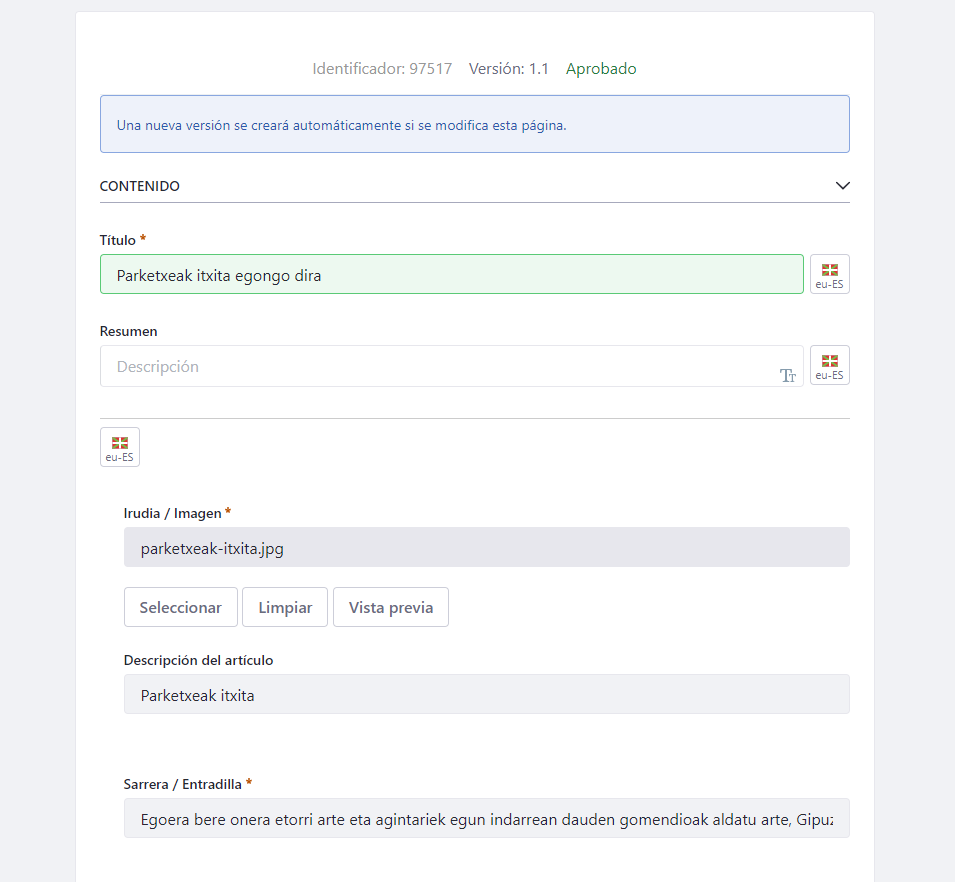 Identificador: 97517 Versión: 1.1 Aprobado
Una nueva versión se creará automáticamente si se modifica esta página.
CONTENIDO
Título *
Parketxeak itxita egongo dira
eu-ES
Resumen
Descripción
eu-ES
eu-ES
Irudia / Imagen *
parketxeak-itxita.jpg
Seleccionar Limpiar Vista previa
Descripción del artículo
Parketxeak itxita
Sarrera / Entradilla *
Egoera bere onera etorri arte eta agintariek egun indarrean dauden gomendioak aldatu arte, Gipuz